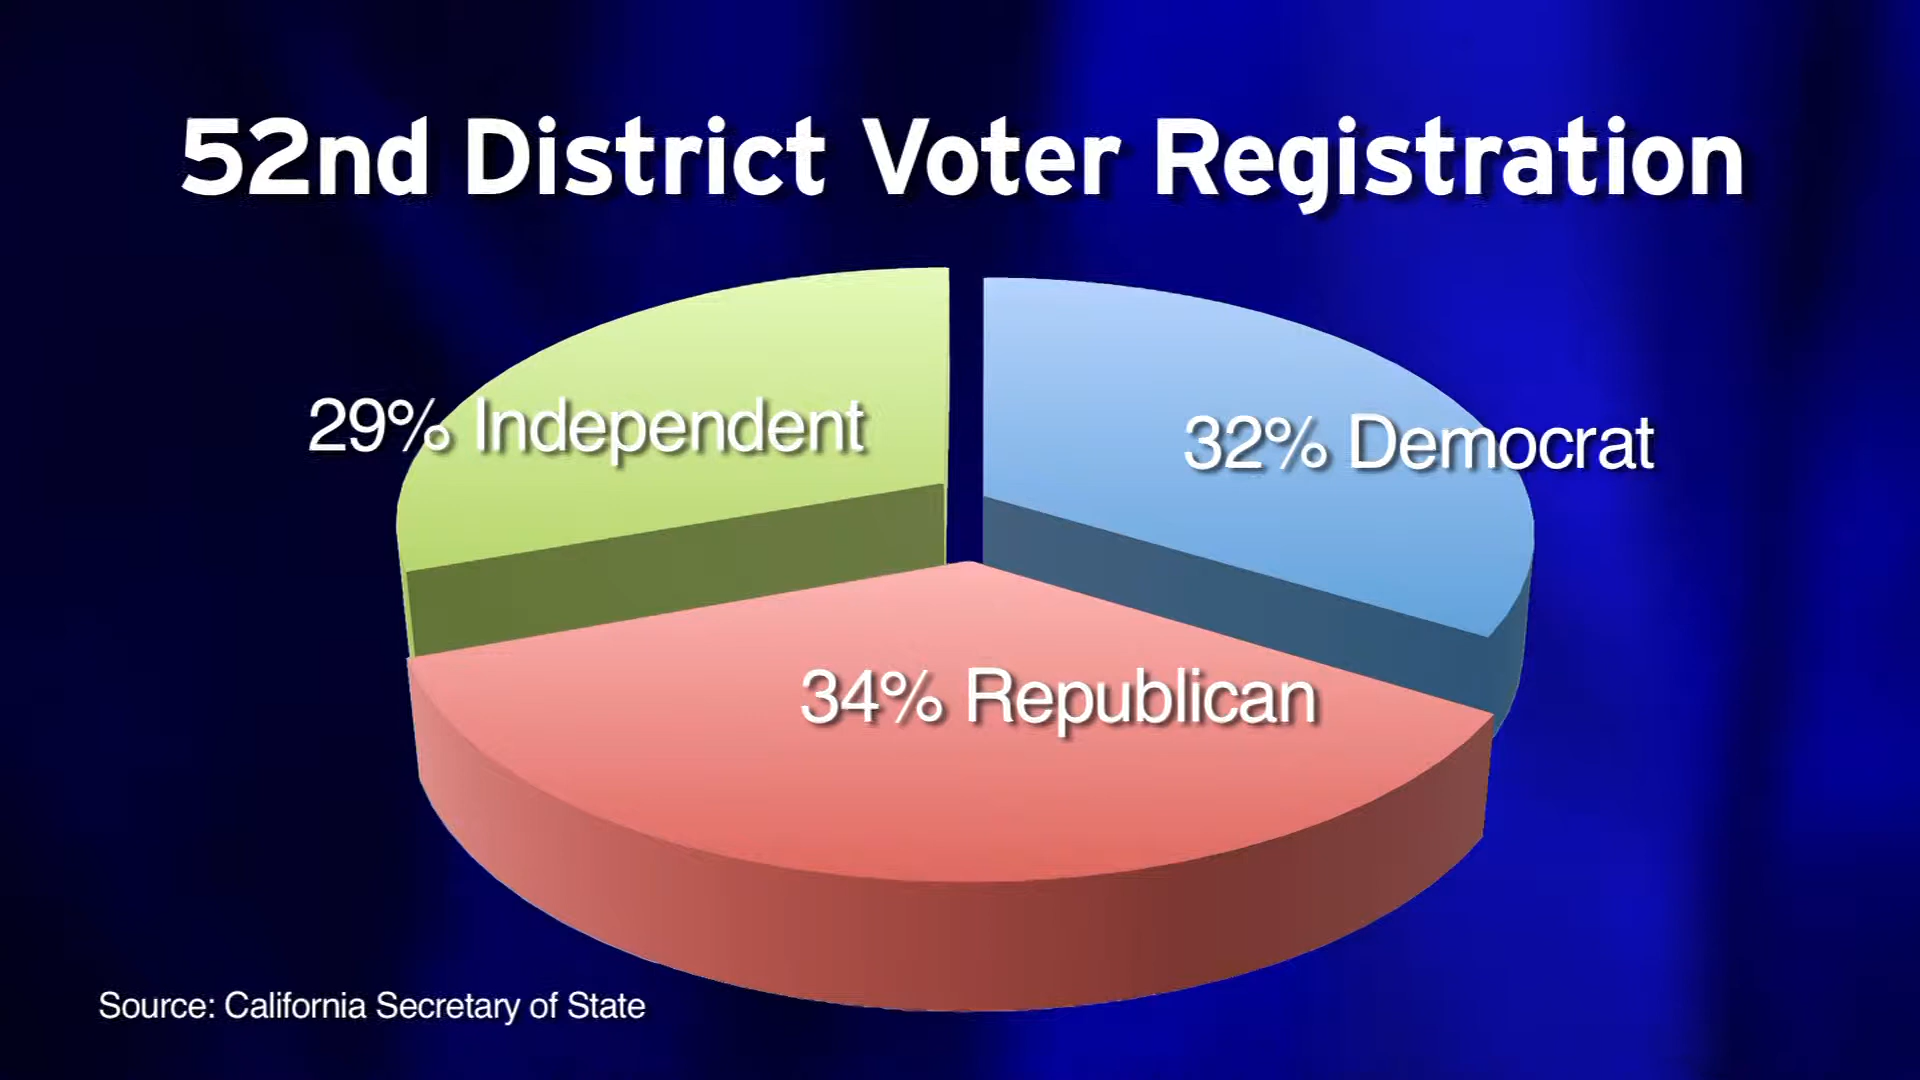 52nd District Voter Registration
29% Independent
32% Democrat
34% Republican
Source: California Secretary of State